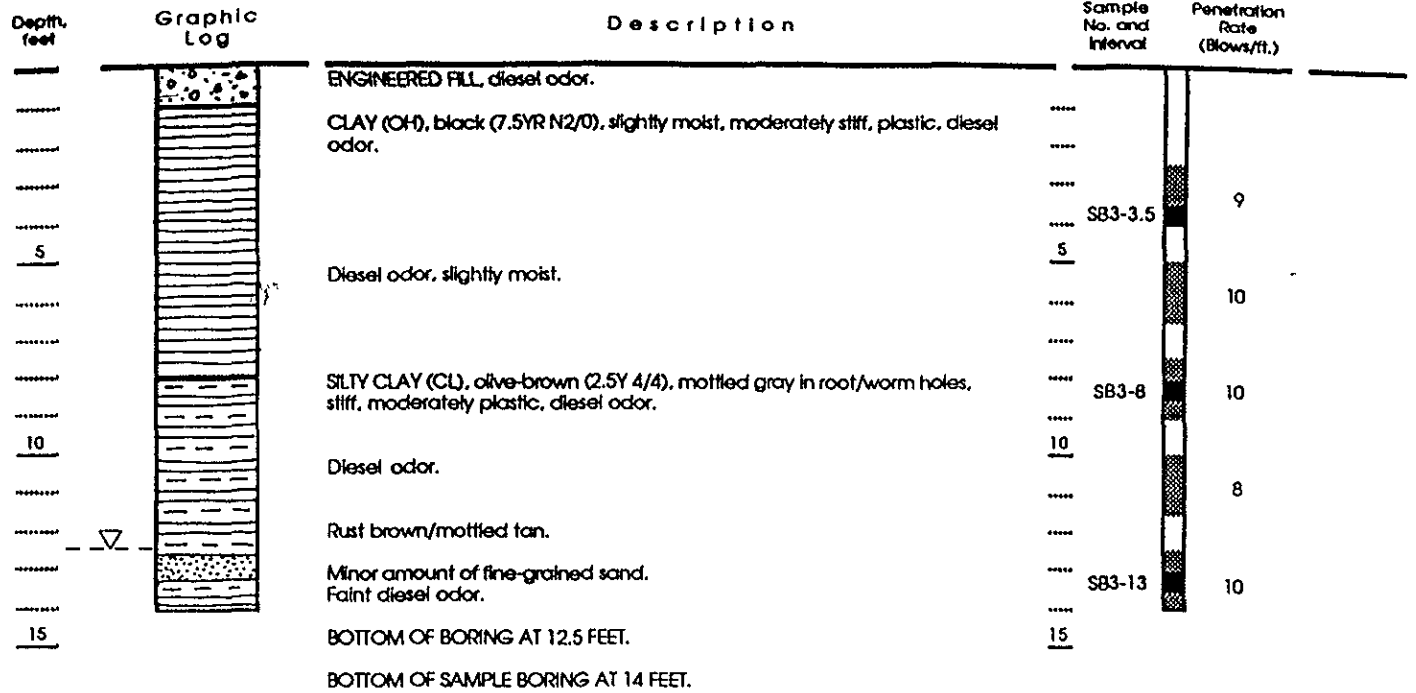 Depth, feet
Graphic Log
Description
Sample No. and Interval
Penetration Rate (Blows/ft.)
ENGINEERED FILL, diesel odor.
CLAY (OH), black (7.5YR N2/0), slightly moist, moderately stiff, plastic, diesel
odor.
SB3-3.5
9
5
5
Diesel odor, slightly moist.
10
SILTY CLAY (CL), olive-brown (2.5Y 4/4), mottled gray in root/worm holes,
stiff, moderately plastic, diesel odor.
SB3-8
10
10
10
Diesel odor.
8
Rust brown/mottled tan.
Minor amount of fine-grained sand.
Faint diesel odor.
SB3-13
10
15
BOTTOM OF BORING AT 12.5 FEET.
15
BOTTOM OF SAMPLE BORING AT 14 FEET.